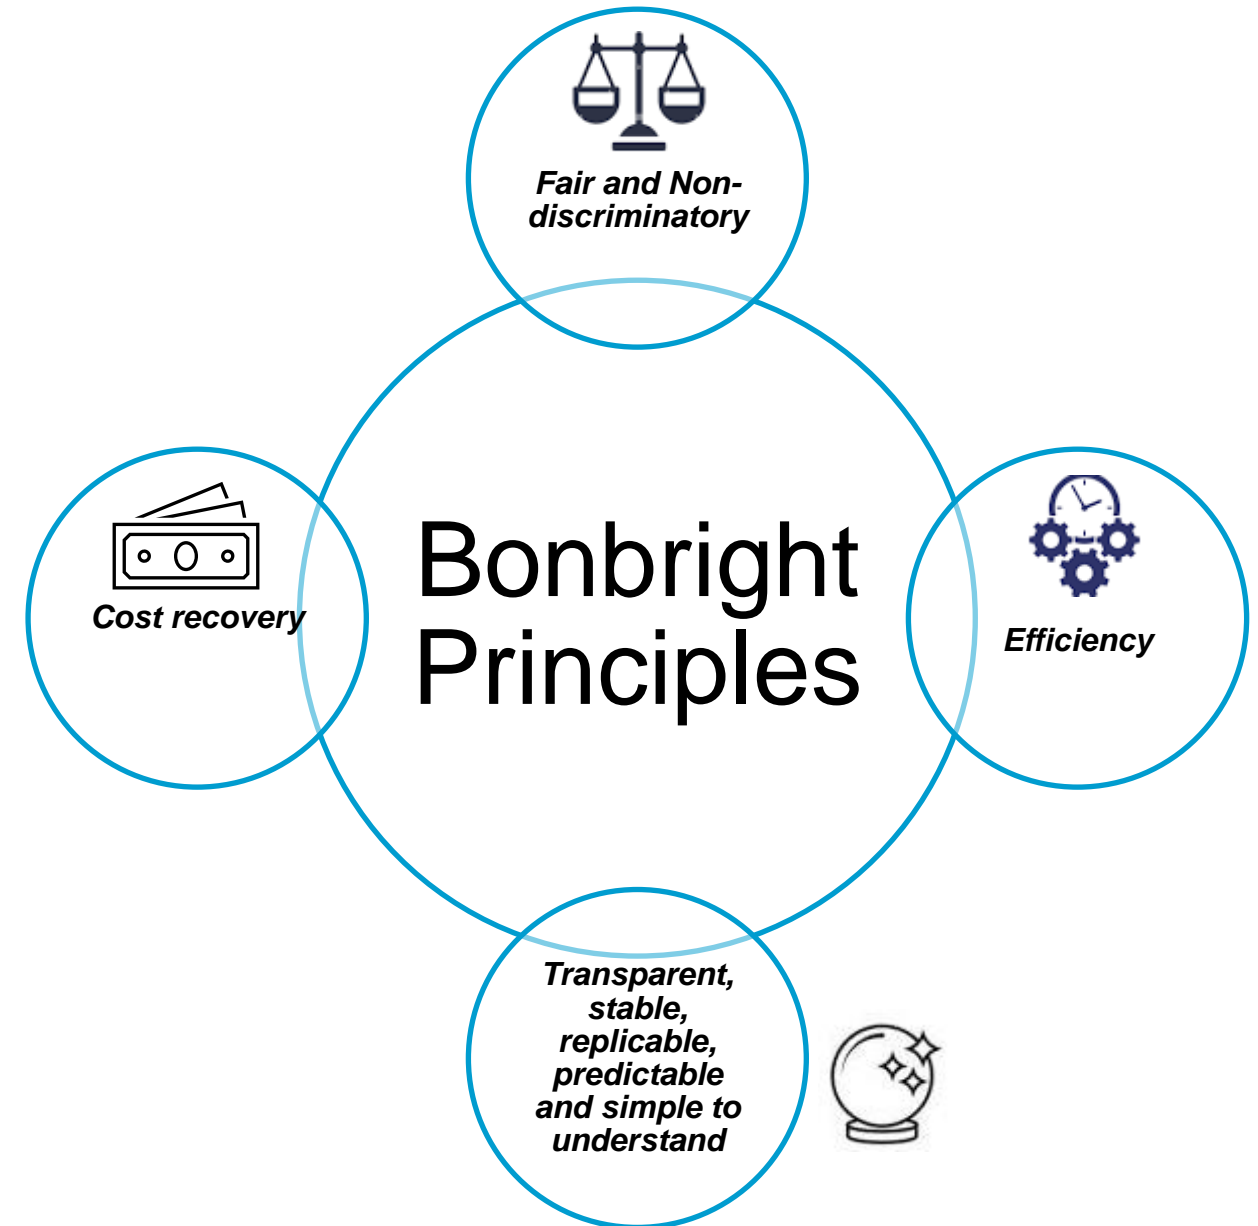 Fair and Non-
discriminatory
Cost recovery
Bonbright
Principles
Efficiency
Transparent,
stable,
replicable,
predictable
and simple to
understand